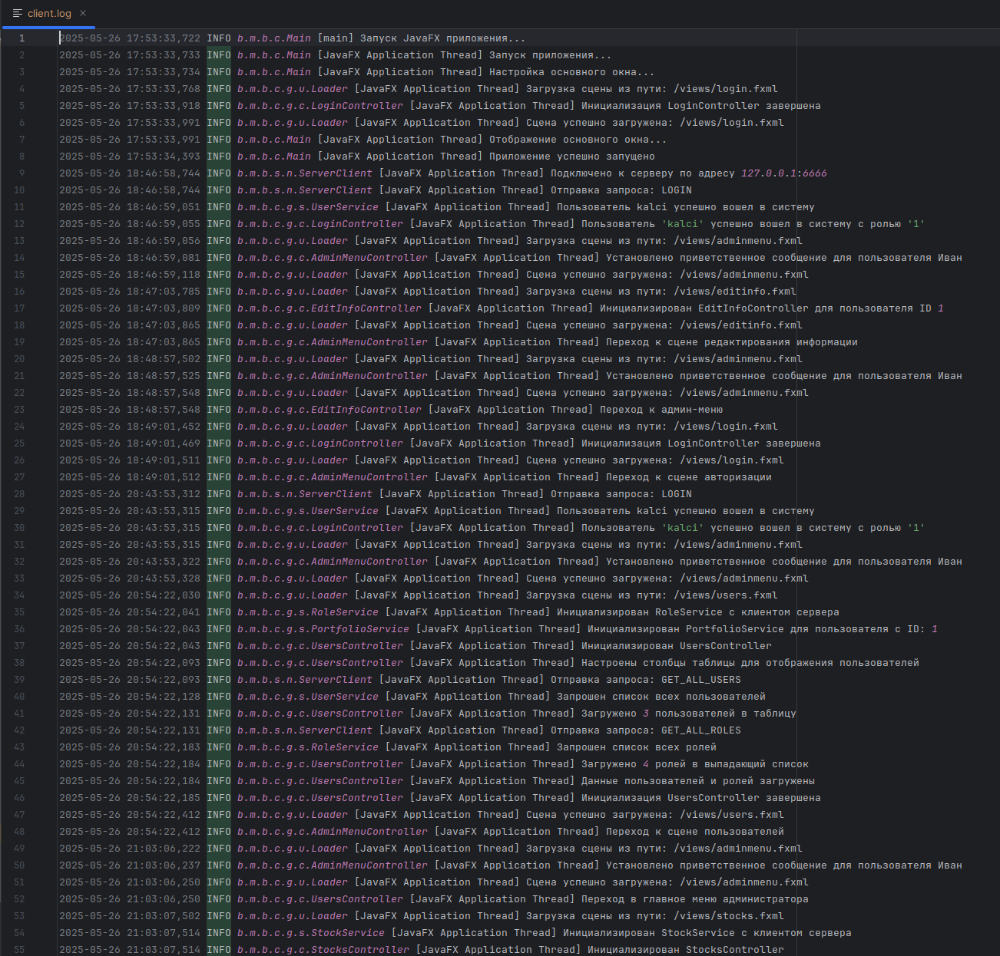 client.log
1 2025-05-26 17:53:33,722 INFO b.m.b.c.Main [main] Запуск JavaFX приложения...
2 2025-05-26 17:53:33,733 INFO b.m.b.c.Main [JavaFX Application Thread] Запуск приложения...
3 2025-05-26 17:53:33,734 INFO b.m.b.c.Main [JavaFX Application Thread] Настройка основного окна...
4 2025-05-26 17:53:33,768 INFO b.m.b.c.g.u.Loader [JavaFX Application Thread] Загрузка сцены из пути: /views/login.fxml
5 2025-05-26 17:53:33,918 INFO b.m.b.c.g.c.LoginController [JavaFX Application Thread] Инициализация LoginController завершена
6 2025-05-26 17:53:33,991 INFO b.m.b.c.g.u.Loader [JavaFX Application Thread] Сцена успешно загружена: /views/login.fxml
7 2025-05-26 17:53:33,991 INFO b.m.b.c.Main [JavaFX Application Thread] Отображение основного окна...
8 2025-05-26 17:53:34,393 INFO b.m.b.c.Main [JavaFX Application Thread] Приложение успешно запущено
9 2025-05-26 18:46:58,744 INFO b.m.b.s.n.ServerClient [JavaFX Application Thread] Подключено к серверу по адресу 127.0.0.1:6666
10 2025-05-26 18:46:58,744 INFO b.m.b.s.n.ServerClient [JavaFX Application Thread] Отправка запроса: LOGIN
11 2025-05-26 18:46:59,051 INFO b.m.b.c.g.s.UserService [JavaFX Application Thread] Пользователь kalci успешно вошел в систему
12 2025-05-26 18:46:59,055 INFO b.m.b.c.g.c.LoginController [JavaFX Application Thread] Пользователь 'kalci' успешно вошел в систему с ролью '1'
13 2025-05-26 18:46:59,056 INFO b.m.b.c.g.u.Loader [JavaFX Application Thread] Загрузка сцены из пути: /views/adminmenu.fxml
14 2025-05-26 18:46:59,081 INFO b.m.b.c.g.c.AdminMenuController [JavaFX Application Thread] Установлено приветственное сообщение для пользователя Иван
15 2025-05-26 18:46:59,118 INFO b.m.b.c.g.u.Loader [JavaFX Application Thread] Сцена успешно загружена: /views/adminmenu.fxml
16 2025-05-26 18:47:03,785 INFO b.m.b.c.g.u.Loader [JavaFX Application Thread] Загрузка сцены из пути: /views/editinfo.fxml
17 2025-05-26 18:47:03,809 INFO b.m.b.c.g.c.EditInfoController [JavaFX Application Thread] Инициализирован EditInfoController для пользователя ID 1
18 2025-05-26 18:47:03,865 INFO b.m.b.c.g.u.Loader [JavaFX Application Thread] Сцена успешно загружена: /views/editinfo.fxml
19 2025-05-26 18:47:03,865 INFO b.m.b.c.g.c.AdminMenuController [JavaFX Application Thread] Переход к сцене редактирования информации
20 2025-05-26 18:48:57,502 INFO b.m.b.c.g.u.Loader [JavaFX Application Thread] Загрузка сцены из пути: /views/adminmenu.fxml
21 2025-05-26 18:48:57,525 INFO b.m.b.c.g.c.AdminMenuController [JavaFX Application Thread] Установлено приветственное сообщение для пользователя Иван
22 2025-05-26 18:48:57,548 INFO b.m.b.c.g.u.Loader [JavaFX Application Thread] Сцена успешно загружена: /views/adminmenu.fxml
23 2025-05-26 18:48:57,548 INFO b.m.b.c.g.c.EditInfoController [JavaFX Application Thread] Переход к админ-меню
24 2025-05-26 18:49:01,452 INFO b.m.b.c.g.u.Loader [JavaFX Application Thread] Загрузка сцены из пути: /views/login.fxml
25 2025-05-26 18:49:01,469 INFO b.m.b.c.g.c.LoginController [JavaFX Application Thread] Инициализация LoginController завершена
26 2025-05-26 18:49:01,511 INFO b.m.b.c.g.u.Loader [JavaFX Application Thread] Сцена успешно загружена: /views/login.fxml
27 2025-05-26 18:49:01,512 INFO b.m.b.c.g.c.AdminMenuController [JavaFX Application Thread] Переход к сцене авторизации
28 2025-05-26 20:43:53,312 INFO b.m.b.s.n.ServerClient [JavaFX Application Thread] Отправка запроса: LOGIN
29 2025-05-26 20:43:53,315 INFO b.m.b.c.g.s.UserService [JavaFX Application Thread] Пользователь kalci успешно вошел в систему
30 2025-05-26 20:43:53,315 INFO b.m.b.c.g.c.LoginController [JavaFX Application Thread] Пользователь 'kalci' успешно вошел в систему с ролью '1'
31 2025-05-26 20:43:53,315 INFO b.m.b.c.g.u.Loader [JavaFX Application Thread] Загрузка сцены из пути: /views/adminmenu.fxml
32 2025-05-26 20:43:53,322 INFO b.m.b.c.g.c.AdminMenuController [JavaFX Application Thread] Установлено приветственное сообщение для пользователя Иван
33 2025-05-26 20:43:53,328 INFO b.m.b.c.g.u.Loader [JavaFX Application Thread] Сцена успешно загружена: /views/adminmenu.fxml
34 2025-05-26 20:54:22,030 INFO b.m.b.c.g.u.Loader [JavaFX Application Thread] Загрузка сцены из пути: /views/users.fxml
35 2025-05-26 20:54:22,041 INFO b.m.b.c.g.s.RoleService [JavaFX Application Thread] Инициализирован RoleService с клиентом сервера
36 2025-05-26 20:54:22,043 INFO b.m.b.c.g.s.PortfolioService [JavaFX Application Thread] Инициализирован PortfolioService для пользователя с ID: 1
37 2025-05-26 20:54:22,043 INFO b.m.b.c.g.c.UsersController [JavaFX Application Thread] Инициализирован UsersController
38 2025-05-26 20:54:22,093 INFO b.m.b.c.g.c.UsersController [JavaFX Application Thread] Настроены столбцы таблицы для отображения пользователей
39 2025-05-26 20:54:22,093 INFO b.m.b.s.n.ServerClient [JavaFX Application Thread] Отправка запроса: GET_ALL_USERS
40 2025-05-26 20:54:22,128 INFO b.m.b.c.g.s.UserService [JavaFX Application Thread] Запрошен список всех пользователей
41 2025-05-26 20:54:22,131 INFO b.m.b.c.g.c.UsersController [JavaFX Application Thread] Загружено 3 пользователей в таблицу
42 2025-05-26 20:54:22,131 INFO b.m.b.s.n.ServerClient [JavaFX Application Thread] Отправка запроса: GET_ALL_ROLES
43 2025-05-26 20:54:22,183 INFO b.m.b.c.g.s.RoleService [JavaFX Application Thread] Запрошен список всех ролей
44 2025-05-26 20:54:22,184 INFO b.m.b.c.g.c.UsersController [JavaFX Application Thread] Загружено 4 ролей в выпадающий список
45 2025-05-26 20:54:22,184 INFO b.m.b.c.g.c.UsersController [JavaFX Application Thread] Данные пользователей и ролей загружены
46 2025-05-26 20:54:22,185 INFO b.m.b.c.g.c.UsersController [JavaFX Application Thread] Инициализация UsersController завершена
47 2025-05-26 20:54:22,412 INFO b.m.b.c.g.u.Loader [JavaFX Application Thread] Сцена успешно загружена: /views/users.fxml
48 2025-05-26 20:54:22,412 INFO b.m.b.c.g.c.AdminMenuController [JavaFX Application Thread] Переход к сцене пользователей
49 2025-05-26 21:03:06,222 INFO b.m.b.c.g.u.Loader [JavaFX Application Thread] Загрузка сцены из пути: /views/adminmenu.fxml
50 2025-05-26 21:03:06,237 INFO b.m.b.c.g.c.AdminMenuController [JavaFX Application Thread] Установлено приветственное сообщение для пользователя Иван
51 2025-05-26 21:03:06,250 INFO b.m.b.c.g.u.Loader [JavaFX Application Thread] Сцена успешно загружена: /views/adminmenu.fxml
52 2025-05-26 21:03:06,250 INFO b.m.b.c.g.c.UsersController [JavaFX Application Thread] Переход в главное меню администратора
53 2025-05-26 21:03:07,502 INFO b.m.b.c.g.u.Loader [JavaFX Application Thread] Загрузка сцены из пути: /views/stocks.fxml
54 2025-05-26 21:03:07,514 INFO b.m.b.c.g.s.StockService [JavaFX Application Thread] Инициализирован StockService с клиентом сервера
55 2025-05-26 21:03:07,514 INFO b.m.b.c.g.c.StocksController [JavaFX Application Thread] Инициализирован StocksController